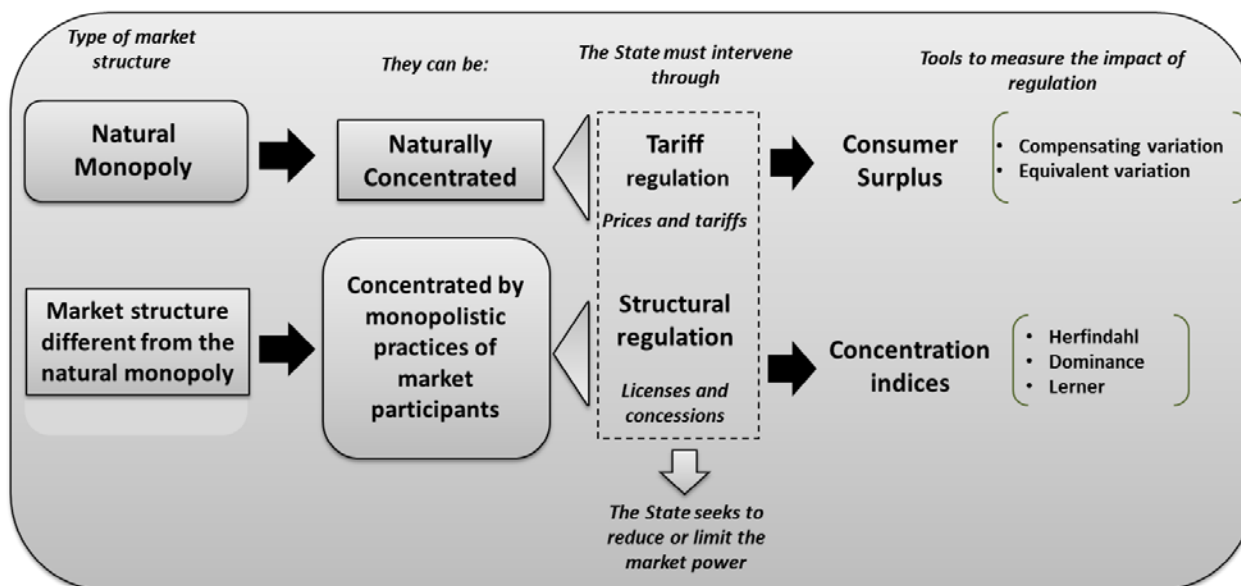 Type of market
structure
They can be:
The State must intervene
through
Tools to measure the impact of
regulation
Natural
Monopoly
Naturally
Concentrated
Tariff
regulation
Prices and tariffs
Consumer
Surplus
• Compensating variation
• Equivalent variation
Market structure
different from the
natural monopoly
Concentrated by
monopolistic
practices of
market
participants
Structural
regulation
Licenses and
concessions
Concentration
indices
• Herfindahl
• Dominance
• Lerner
The State seeks to
reduce or limit the
market power